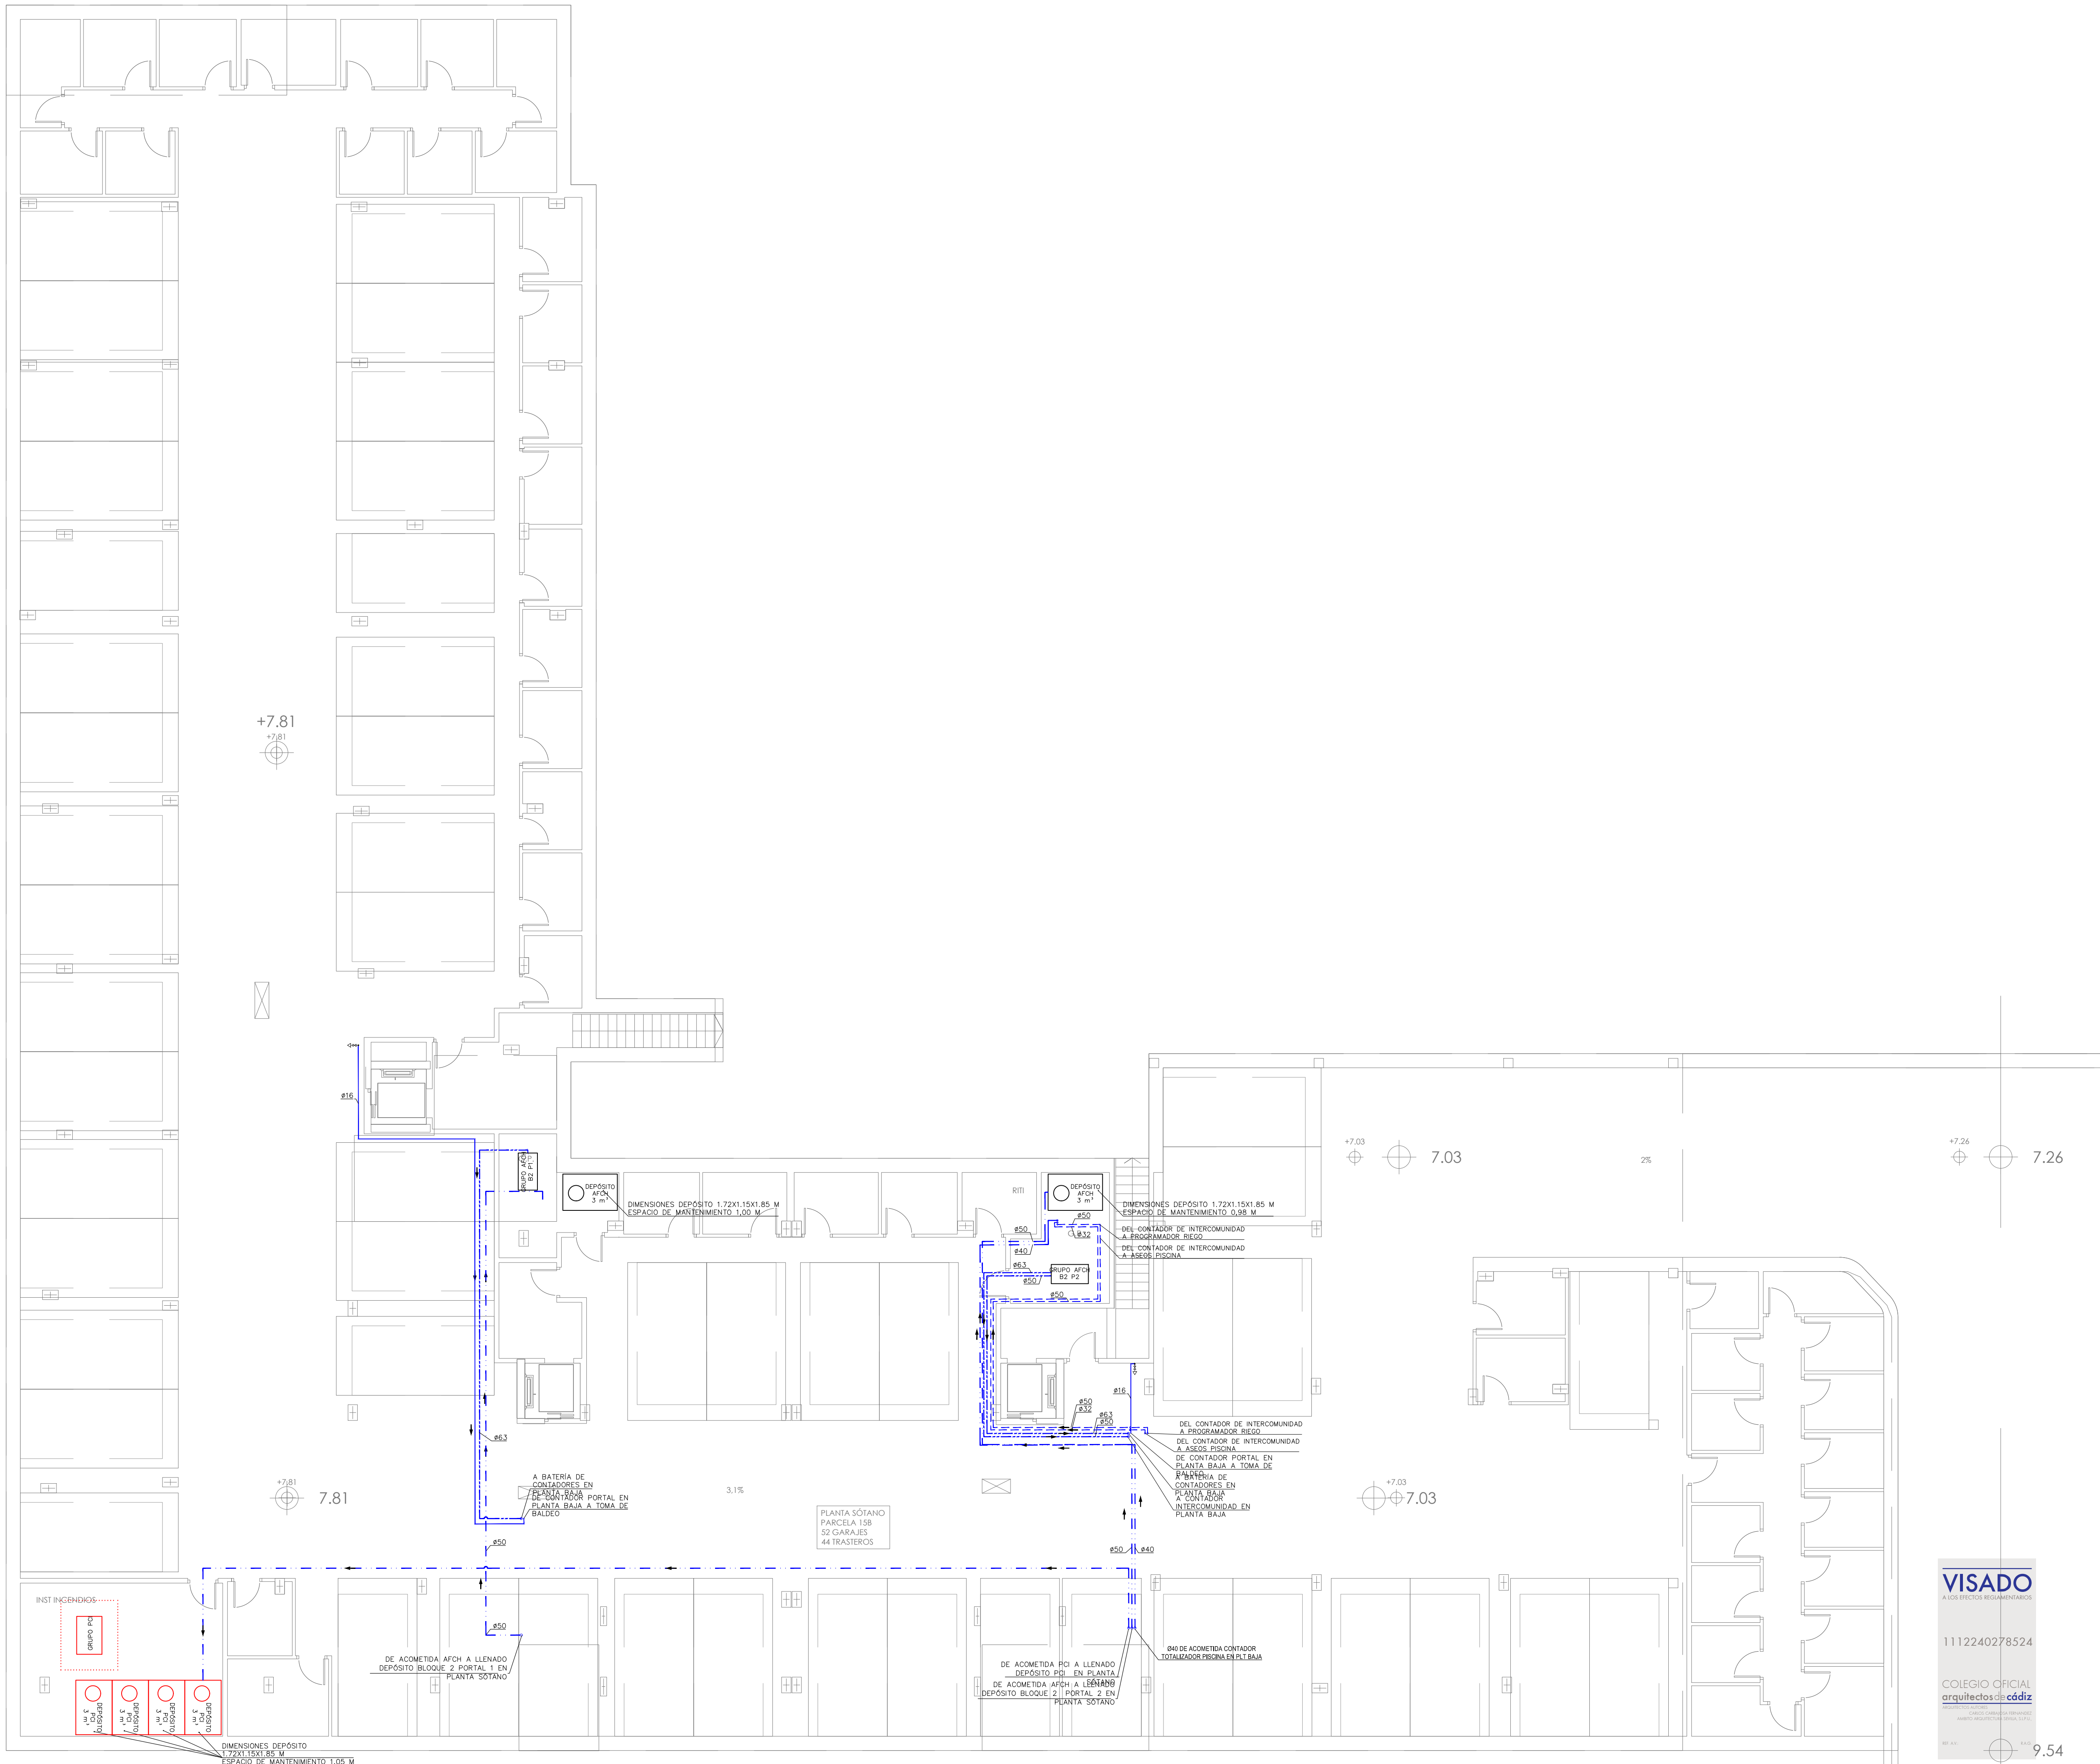 +7.81
+7.81
ø16
GRUPO AFCH
B2 P1
DEPÓSITO
AFCH
3 m³
DIMENSIONES DEPÓSITO 1.72X1.15X1.85 M
ESPACIO DE MANTENIMIENTO 1,00 M
RITI
DEPÓSITO
AFCH
3 m³
DIMENSIONES DEPÓSITO 1.72X1.15X1.85 M
ESPACIO DE MANTENIMIENTO 0,98 M
ø50
ø32
ø50
ø40
DEL CONTADOR DE INTERCOMUNIDAD
A PROGRAMADOR RIEGO
DEL CONTADOR DE INTERCOMUNIDAD
A ASEOS PISCINA
ø63
ø50
GRUPO AFCH
B2 P2
ø50
+7.03
7.03
2%
+7.26
7.26
ø16
ø50
ø32
ø63
ø50
DEL CONTADOR DE INTERCOMUNIDAD
A PROGRAMADOR RIEGO
DEL CONTADOR DE INTERCOMUNIDAD
A ASEOS PISCINA
DE CONTADOR PORTAL EN
PLANTA BAJA A TOMA DE
BALDEO
A BATERÍA DE
CONTADORES EN
PLANTA BAJA
A CONTADOR
INTERCOMUNIDAD EN
PLANTA BAJA
+7.03
7.03
ø63
A BATERÍA DE
CONTADORES EN
PLANTA BAJA
DE CONTADOR PORTAL EN
PLANTA BAJA A TOMA DE
BALDEO
3,1%
PLANTA SÓTANO
PARCELA 15B
52 GARAJES
44 TRASTEROS
+7.81
7.81
ø50
ø50
ø40
INST INCENDIOS
GRUPO PCI
ø50
DE ACOMETIDA AFCH A LLENADO
DEPÓSITO BLOQUE 2 PORTAL 1 EN
PLANTA SÓTANO
DE ACOMETIDA PCI A LLENADO
DEPÓSITO PCI EN PLANTA
SÓTANO
DE ACOMETIDA AFCH A LLENADO
DEPÓSITO BLOQUE 2 PORTAL 2 EN
PLANTA SÓTANO
Ø40 DE ACOMETIDA CONTADOR
TOTALIZADOR PISCINA EN PLT BAJA
DEPÓSITO
PCI
3 m³
DEPÓSITO
PCI
3 m³
DEPÓSITO
PCI
3 m³
DEPÓSITO
PCI
3 m³
DIMENSIONES DEPÓSITO
1.72X1.15X1.85 M
ESPACIO DE MANTENIMIENTO 1,05 M
VISADO
A LOS EFECTOS REGLAMENTARIOS
1112240278524
COLEGIO OFICIAL
arquitectos de cádiz
9.54